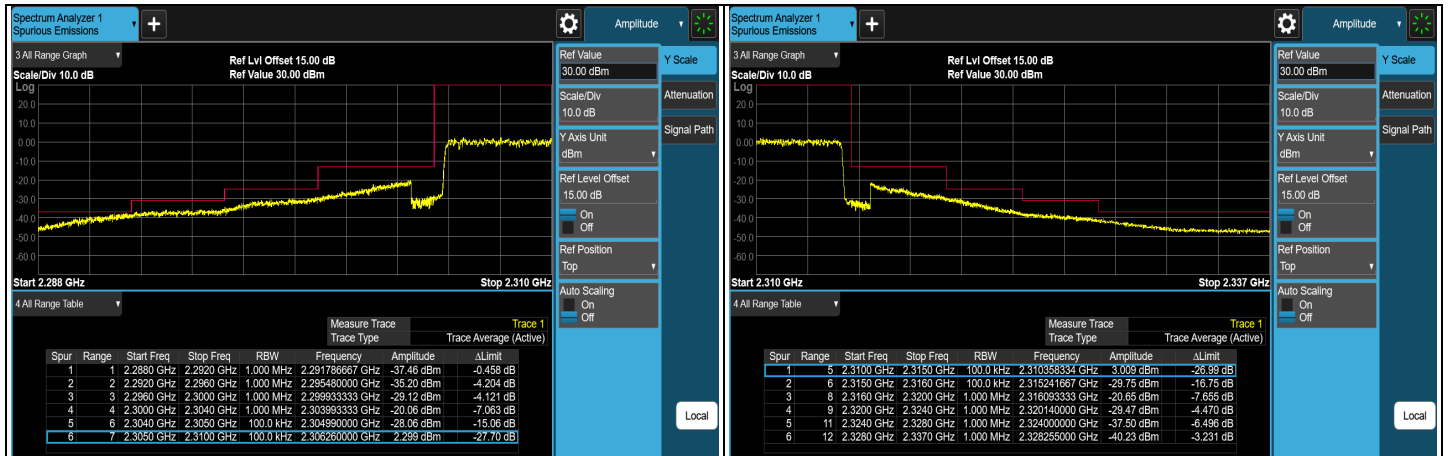 Spectrum Analyzer 1
Spurious Emissions
+
Amplitude
3 All Range Graph
Ref Lvl Offset 15.00 dB
Scale/Div 10.0 dB
Ref Value 30.00 dBm
Log
20.0
10.0
0.00
-10.0
-20.0
-30.0
-40.0
-50.0
-60.0
Start 2.288 GHz
Stop 2.310 GHz
4 All Range Table
Measure Trace Trace 1
Trace Type Trace Average (Active)
Spur Range Start Freq Stop Freq RBW Frequency Amplitude ΔLimit
1 1 2.2880 GHz 2.2920 GHz 1.000 MHz 2.291786667 GHz -37.46 dBm -0.458 dB
2 2 2.2920 GHz 2.2960 GHz 1.000 MHz 2.295480000 GHz -35.20 dBm -4.204 dB
3 3 2.2960 GHz 2.3000 GHz 1.000 MHz 2.299933333 GHz -29.12 dBm -4.121 dB
4 4 2.3000 GHz 2.3040 GHz 1.000 MHz 2.303993333 GHz -20.06 dBm -7.063 dB
5 6 2.3040 GHz 2.3050 GHz 100.0 kHz 2.304990000 GHz -28.06 dBm -15.06 dB
6 7 2.3050 GHz 2.3100 GHz 100.0 kHz 2.306260000 GHz 2.299 dBm -27.70 dB
Ref Value
30.00 dBm
Scale/Div
10.0 dB
Y Axis Unit
dBm
Ref Level Offset
15.00 dB
On
Off
Ref Position
Top
Auto Scaling
On
Off
Y Scale
Attenuation
Signal Path
Local
Spectrum Analyzer 1
Spurious Emissions
+
Amplitude
3 All Range Graph
Ref Lvl Offset 15.00 dB
Scale/Div 10.0 dB
Ref Value 30.00 dBm
Log
20.0
10.0
0.00
-10.0
-20.0
-30.0
-40.0
-50.0
-60.0
Start 2.310 GHz
Stop 2.337 GHz
4 All Range Table
Measure Trace Trace 1
Trace Type Trace Average (Active)
Spur Range Start Freq Stop Freq RBW Frequency Amplitude ΔLimit
1 5 2.3100 GHz 2.3150 GHz 100.0 kHz 2.310358334 GHz 3.009 dBm -26.99 dB
2 6 2.3150 GHz 2.3160 GHz 100.0 kHz 2.315241667 GHz -29.75 dBm -16.75 dB
3 8 2.3160 GHz 2.3200 GHz 1.000 MHz 2.316093333 GHz -20.65 dBm -7.655 dB
4 9 2.3200 GHz 2.3240 GHz 1.000 MHz 2.320140000 GHz -29.47 dBm -4.470 dB
5 11 2.3240 GHz 2.3280 GHz 1.000 MHz 2.324000000 GHz -37.50 dBm -6.496 dB
6 12 2.3280 GHz 2.3370 GHz 1.000 MHz 2.328255000 GHz -40.23 dBm -3.231 dB
Ref Value
30.00 dBm
Scale/Div
10.0 dB
Y Axis Unit
dBm
Ref Level Offset
15.00 dB
On
Off
Ref Position
Top
Auto Scaling
On
Off
Y Scale
Attenuation
Signal Path
Local